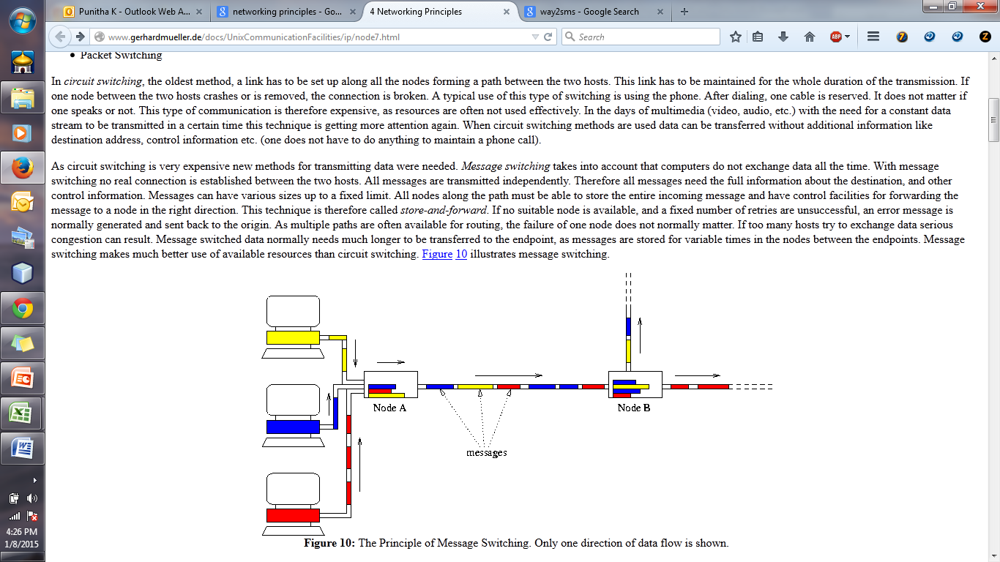 Punitha K - Outlook Web A...
networking principles - Go...
4 Networking Principles
way2sms - Google Search
www.gerhardmueller.de/docs/UnixCommunicationFacilities/ip/node7.html
Search
ABP
7
Z
• Packet Switching
In circuit switching, the oldest method, a link has to be set up along all the nodes forming a path between the two hosts. This link has to be maintained for the whole duration of the transmission. If
one node between the two hosts crashes or is removed, the connection is broken. A typical use of this type of switching is using the phone. After dialing, one cable is reserved. It does not matter if
one speaks or not. This type of communication is therefore expensive, as resources are often not used effectively. In the days of multimedia (video, audio, etc.) with the need for a constant data
stream to be transmitted in a certain time this technique is getting more attention again. When circuit switching methods are used data can be transferred without additional information like
destination address, control information etc. (one does not have to do anything to maintain a phone call).
As circuit switching is very expensive new methods for transmitting data were needed. Message switching takes into account that computers do not exchange data all the time. With message
switching no real connection is established between the two hosts. All messages are transmitted independently. Therefore all messages need the full information about the destination, and other
control information. Messages can have various sizes up to a fixed limit. All nodes along the path must be able to store the entire incoming message and have control facilities for forwarding the
message to a node in the right direction. This technique is therefore called store-and-forward. If no suitable node is available, and a fixed number of retries are unsuccessful, an error message is
normally generated and sent back to the origin. As multiple paths are often available for routing, the failure of one node does not normally matter. If too many hosts try to exchange data serious
congestion can result. Message switched data normally needs much longer to be transferred to the endpoint, as messages are stored for variable times in the nodes between the endpoints. Message
switching makes much better use of available resources than circuit switching. Figure 10 illustrates message switching.
Node A
Node B
messages
Figure 10: The Principle of Message Switching. Only one direction of data flow is shown.
4:26 PM
1/8/2015